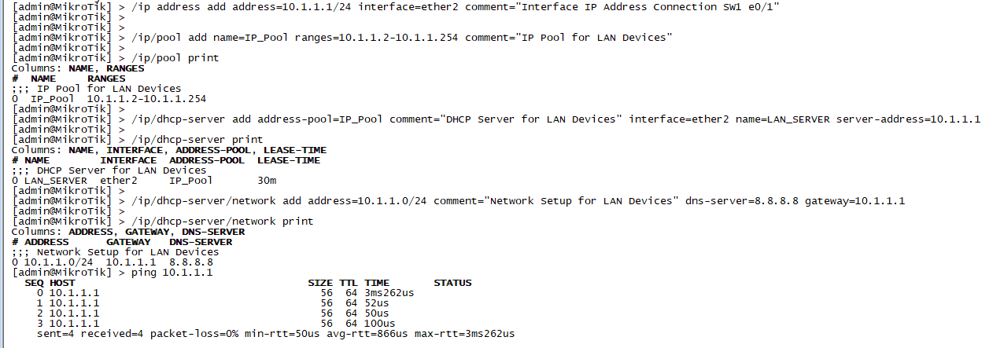 [admin@MikroTik] > /ip address add address=10.1.1.1/24 interface=ether2 comment="Interface IP Address Connection SW1 e0/1"
[admin@MikroTik] >
[admin@MikroTik] >
[admin@MikroTik] > /ip/pool add name=IP_Pool ranges=10.1.1.2-10.1.1.254 comment="IP Pool for LAN Devices"
[admin@MikroTik] >
[admin@MikroTik] > /ip/pool print
Columns: NAME, RANGES
#  NAME     RANGES
;;; IP Pool for LAN Devices
0  IP_Pool  10.1.1.2-10.1.1.254
[admin@MikroTik] >
[admin@MikroTik] > /ip/dhcp-server add address-pool=IP_Pool comment="DHCP Server for LAN Devices" interface=ether2 name=LAN_SERVER server-address=10.1.1.1
[admin@MikroTik] >
[admin@MikroTik] > /ip/dhcp-server print
Columns: NAME, INTERFACE, ADDRESS-POOL, LEASE-TIME
# NAME        INTERFACE  ADDRESS-POOL  LEASE-TIME
;;; DHCP Server for LAN Devices
0 LAN_SERVER  ether2     IP_Pool       30m
[admin@MikroTik] >
[admin@MikroTik] > /ip/dhcp-server/network add address=10.1.1.0/24 comment="Network Setup for LAN Devices" dns-server=8.8.8.8 gateway=10.1.1.1
[admin@MikroTik] >
[admin@MikroTik] > /ip/dhcp-server/network print
Columns: ADDRESS, GATEWAY, DNS-SERVER
# ADDRESS      GATEWAY   DNS-SERVER
;;; Network Setup for LAN Devices
0 10.1.1.0/24  10.1.1.1  8.8.8.8
[admin@MikroTik] > ping 10.1.1.1
  SEQ HOST                                     SIZE TTL TIME       STATUS
    0 10.1.1.1                                   56  64 3ms262us
    1 10.1.1.1                                   56  64 52us
    2 10.1.1.1                                   56  64 50us
    3 10.1.1.1                                   56  64 100us
    sent=4 received=4 packet-loss=0% min-rtt=50us avg-rtt=866us max-rtt=3ms262us